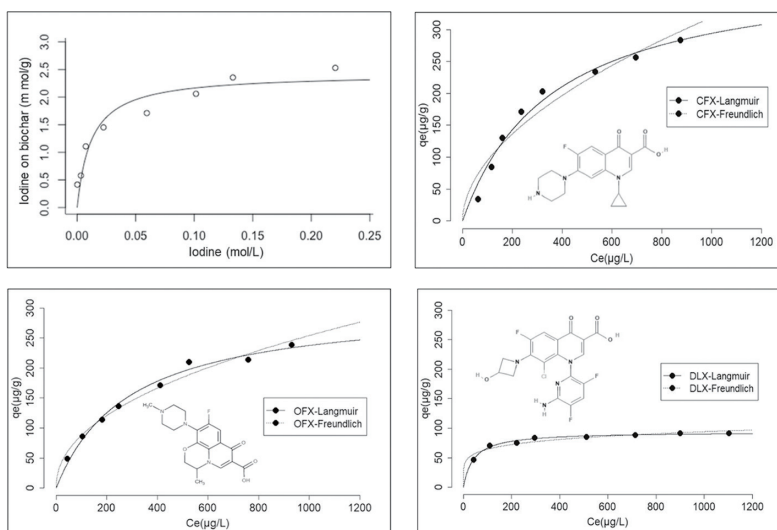 Iodine on biochar (m mol/g)
3.0
2.5
2.0
1.5
1.0
0.5
0.0
0.00 0.05 0.10 0.15 0.20 0.25
Iodine (mol/L)
qe(µg/g)
300
250
200
150
100
50
0
CFX-Langmuir
CFX-Freundlich
F
O
O
O
H
N
N
N
H
0 200 400 600 800 1000 1200
Ce(µg/L)
qe(µg/g)
300
250
200
150
100
50
0
OFX-Langmuir
OFX-Freundlich
H₃C
N
N
F
O
O
N
O
OH
CH₃
0 200 400 600 800 1000 1200
Ce(µg/L)
qe(µg/g)
300
250
200
150
100
50
0
F
O
O
O
H
N
Cl
N
H
O
F
N
H
N
H
F
DLX-Langmuir
DLX-Freundlich
0 200 400 600 800 1000 1200
Ce(µg/L)